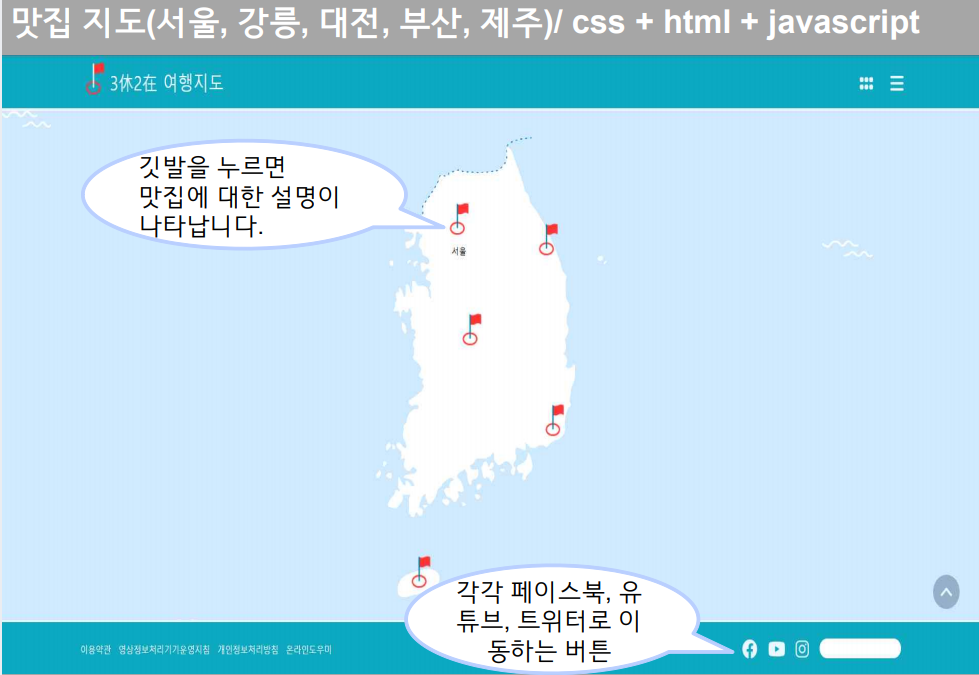 맛집 지도(서울, 강릉, 대전, 부산, 제주)/ css + html + javascript
3休2在 여행지도
깃발을 누르면
맛집에 대한 설명이
나타납니다.
서울
각각 페이스북, 유
튜브, 트위터로 이
동하는 버튼
이용약관 영상정보처리기기운영지침 개인정보처리방침 온라인도우미